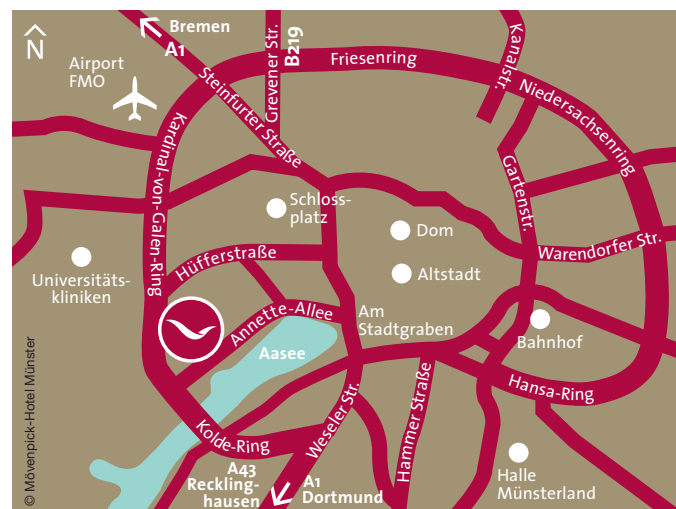 N
Bremen
A1
Airport
FMO
Steinfurter Straße
Grevener Str.
B219
Friesenring
Kanalstr.
Niedersachsenring
Kardinal-von-Galen-Ring
Gartenstr.
Schloss-
platz
Dom
Warendorfer Str.
Hüfferstraße
Universitäts-
kliniken
Altstadt
Annette-Allee
Am
Stadtgraben
Bahnhof
Aasee
Hansa-Ring
Kolde-Ring
Weseler Str.
Hammer Straße
A43
Reckling-
hausen
A1
Dortmund
Halle
Münsterland
© Mövenpick-Hotel Münster